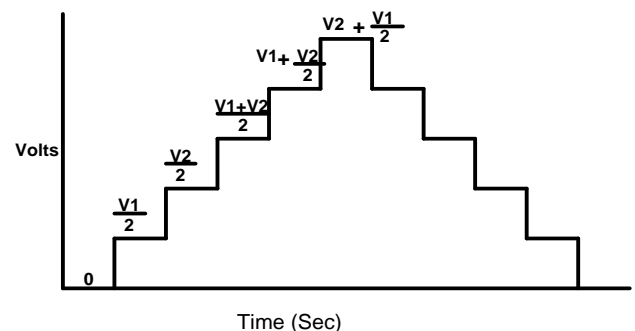 V2 + V1/2
V1+ V2/2
V1+V2/2
Volts
V2/2
V1/2
0
Time (Sec)